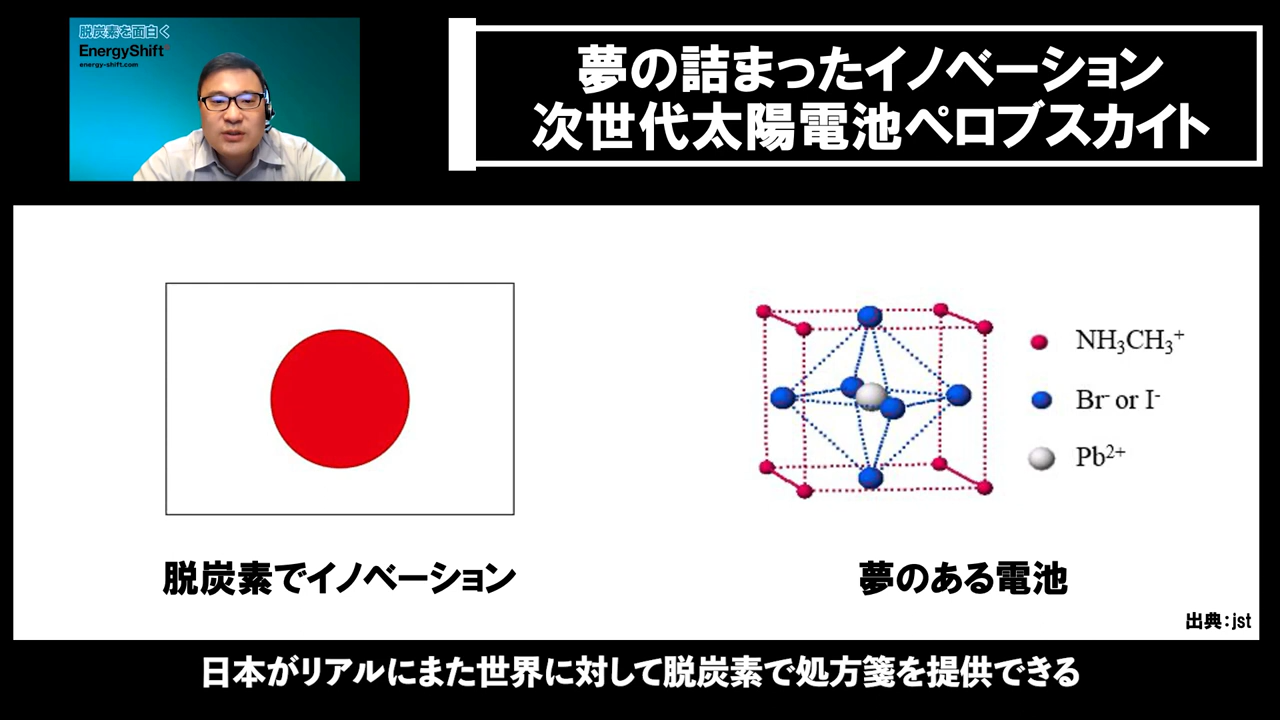 脱炭素を面白く
EnergyShift
energy-shift.com
夢の詰まったイノベーション
次世代太陽電池ペロブスカイト
NH₃CH₃⁺
Br⁻ or I⁻
Pb²⁺
脱炭素でイノベーション
夢のある電池
出典：jst
日本がリアルにまた世界に対して脱炭素で処方箋を提供できる